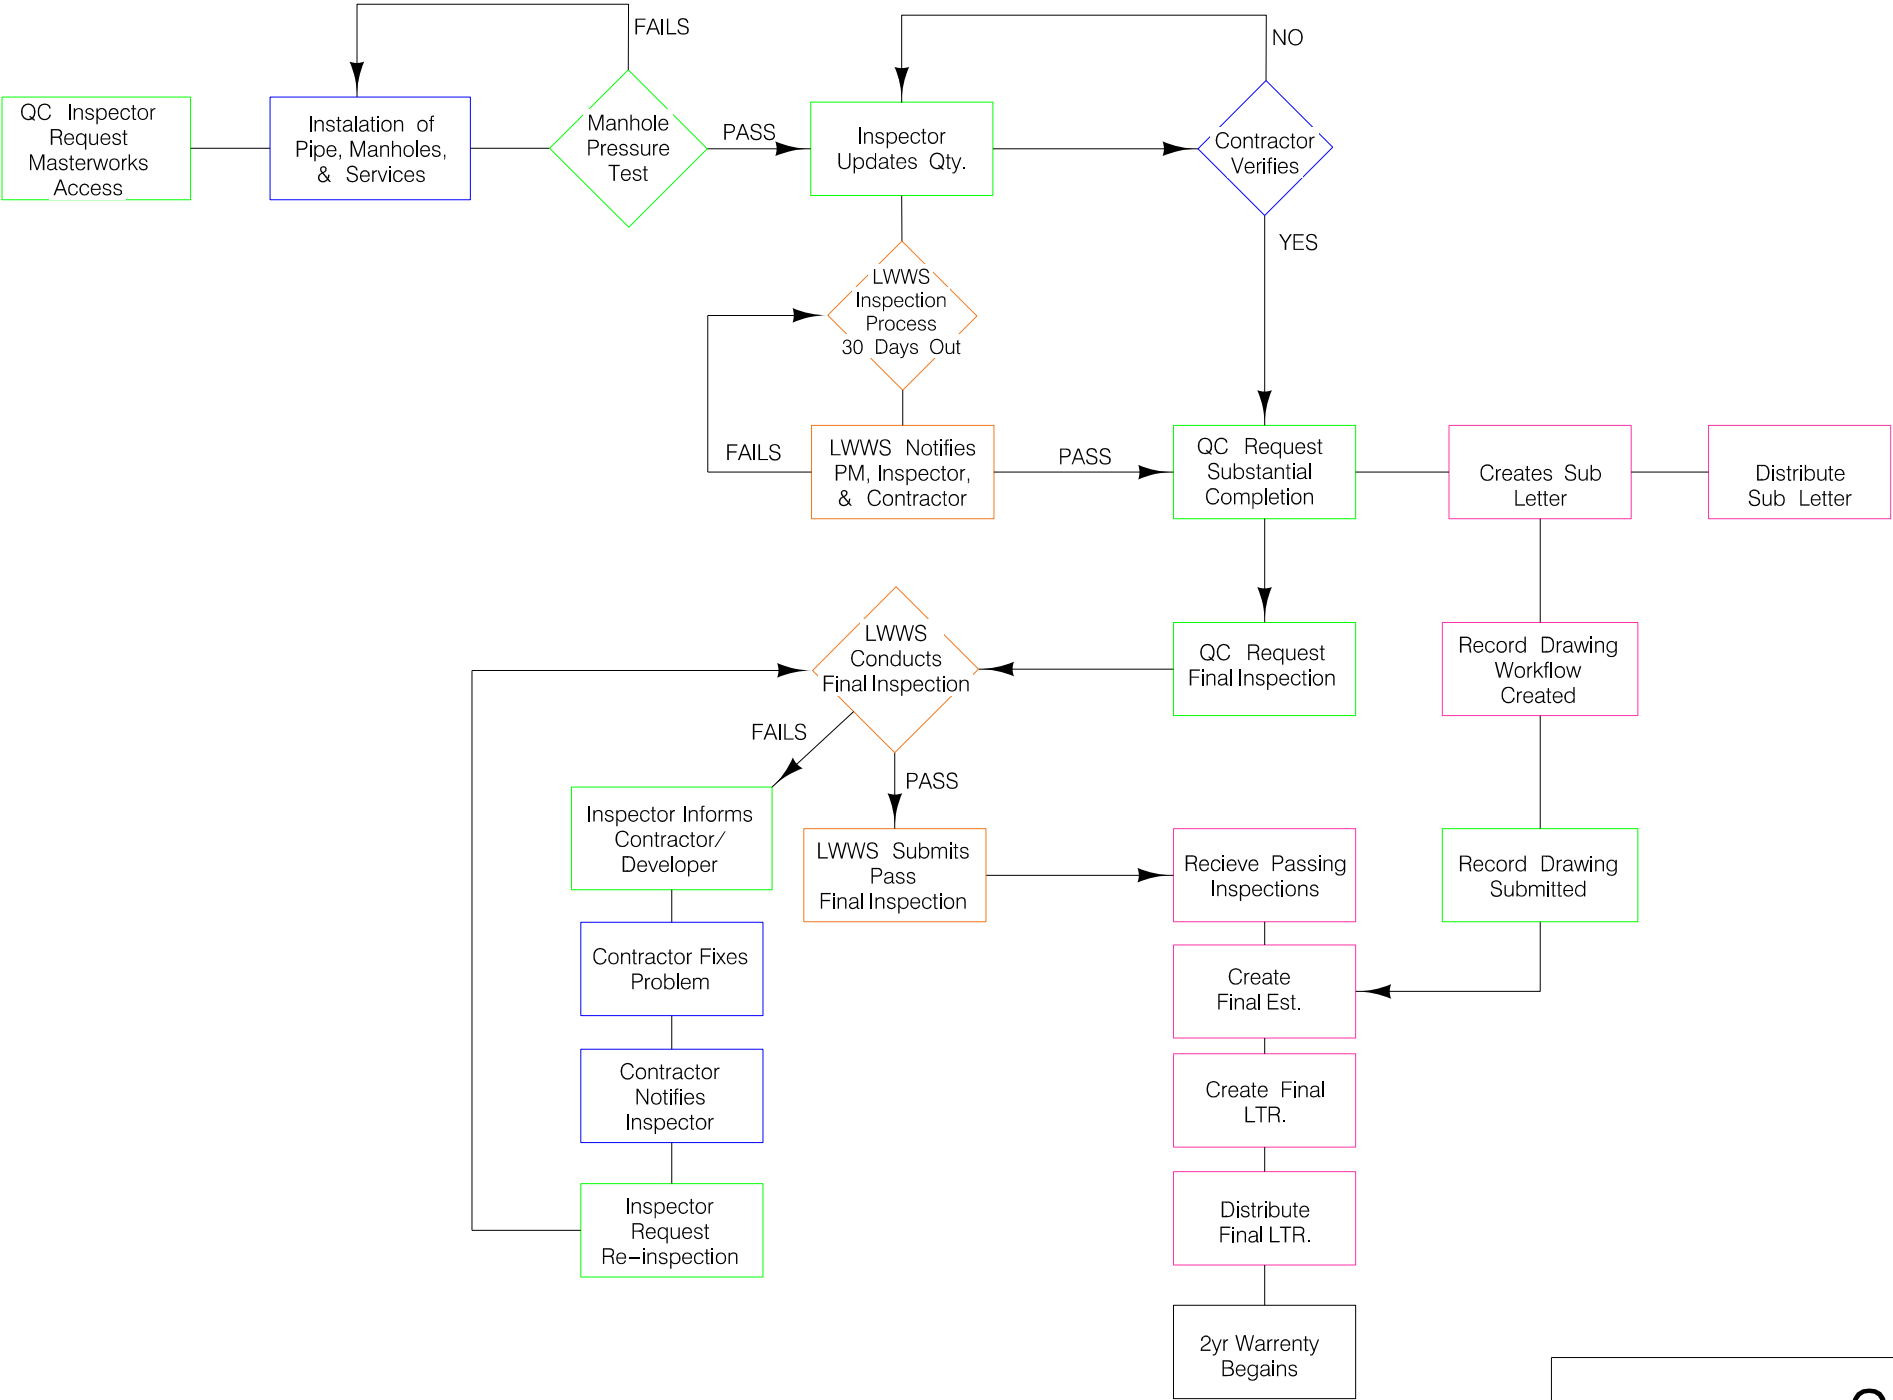 FAILS
NO
QC Inspector
Request
Masterworks
Access
Instalation of
Pipe, Manholes,
& Services
Manhole
Pressure
Test
PASS
Inspector
Updates Qty.
Contractor
Verifies
YES
LWWS
Inspection
Process
30 Days Out
FAILS
LWWS Notifies
PM, Inspector,
& Contractor
PASS
QC Request
Substantial
Completion
Creates Sub
Letter
Distribute
Sub Letter
LWWS
Conducts
Final Inspection
QC Request
Final Inspection
Record Drawing
Workflow
Created
FAILS
PASS
Inspector Informs
Contractor/
Developer
LWWS Submits
Pass
Final Inspection
Recieve Passing
Inspections
Record Drawing
Submitted
Contractor Fixes
Problem
Create
Final Est.
Contractor
Notifies
Inspector
Create Final
LTR.
Inspector
Request
Re-inspection
Distribute
Final LTR.
2yr Warrenty
Begains